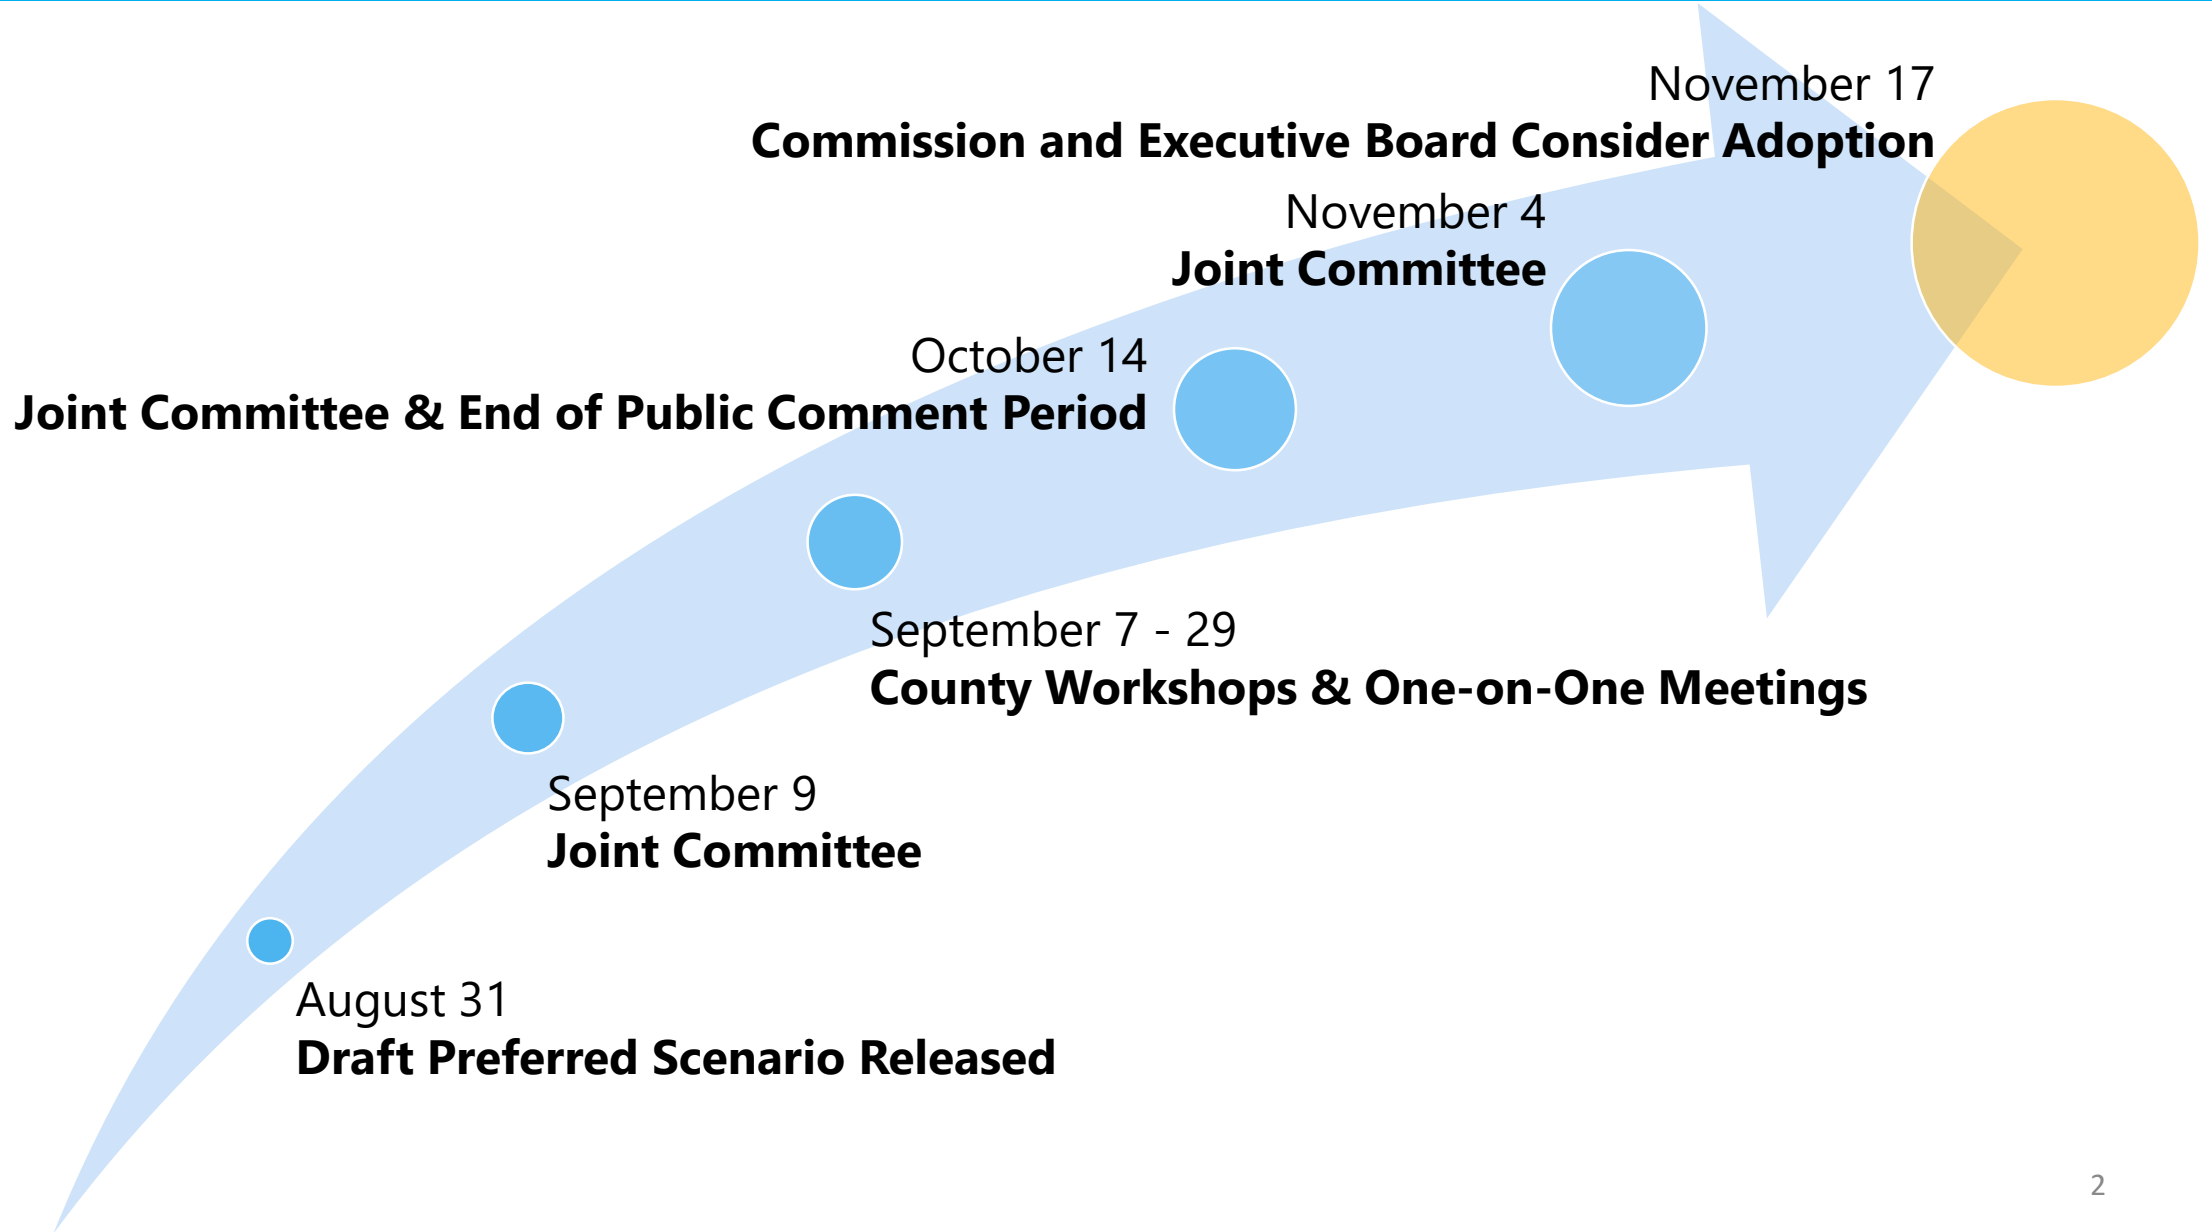 November 17
Commission and Executive Board Consider Adoption
November 4
Joint Committee
October 14
Joint Committee & End of Public Comment Period
September 7 - 29
County Workshops & One-on-One Meetings
September 9
Joint Committee
August 31
Draft Preferred Scenario Released
2